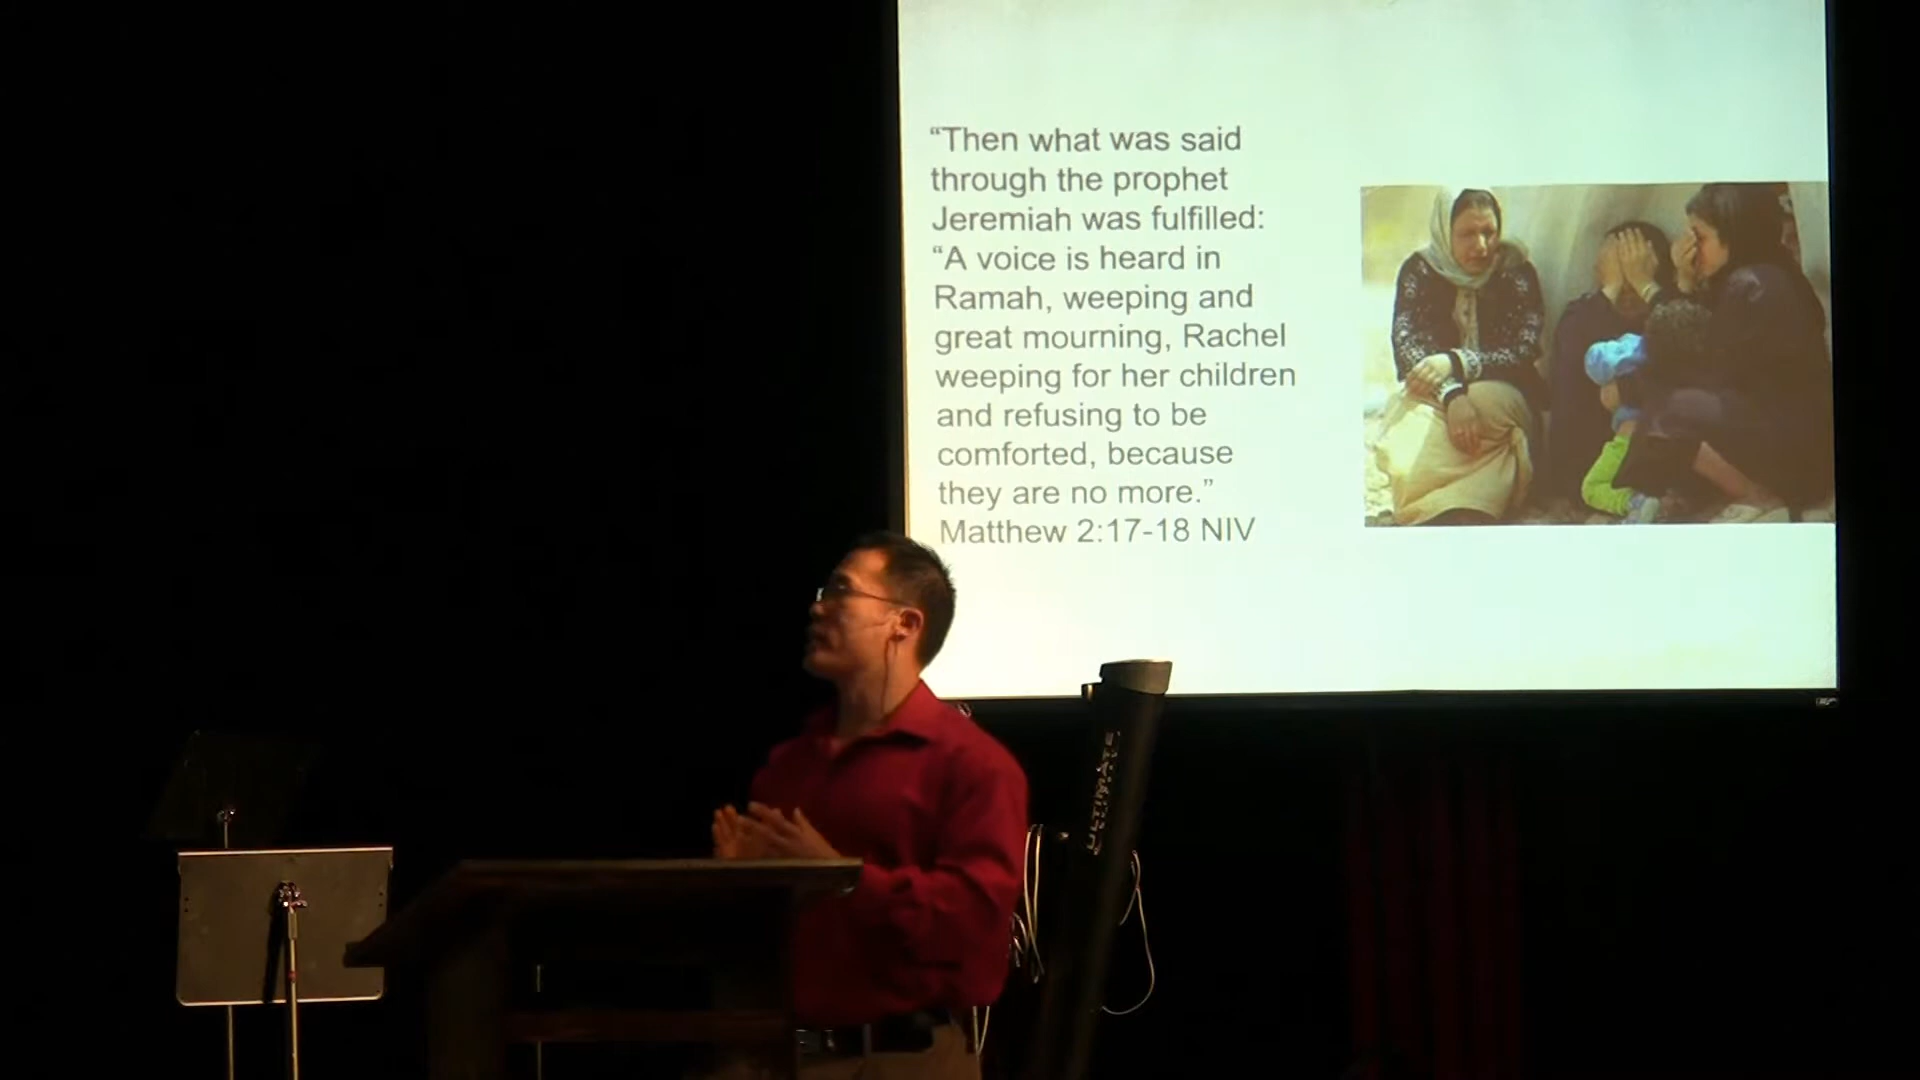 “Then what was said
through the prophet
Jeremiah was fulfilled:
“A voice is heard in
Ramah, weeping and
great mourning, Rachel
weeping for her children
and refusing to be
comforted, because
they are no more.”
Matthew 2:17-18 NIV
ULTIMATE